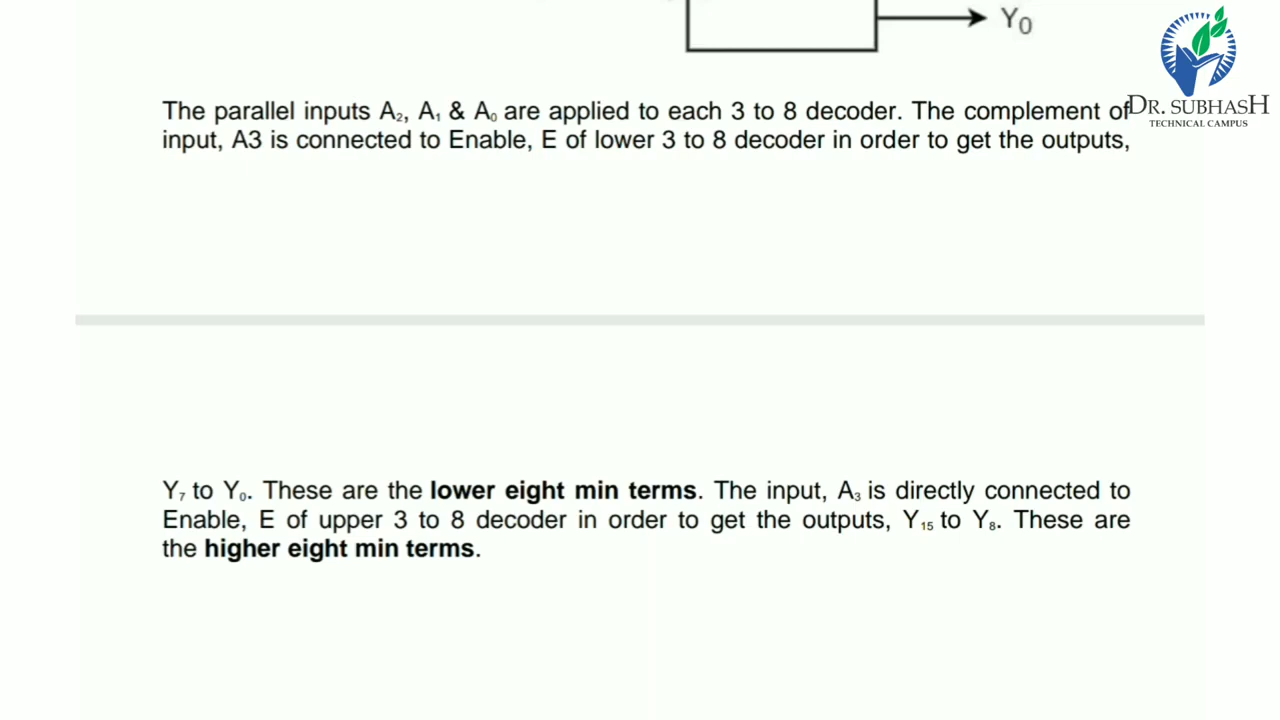 Y₀
DR. SUBHASH
TECHNICAL CAMPUS
The parallel inputs A₂, A₁ & A₀ are applied to each 3 to 8 decoder. The complement of
input, A3 is connected to Enable, E of lower 3 to 8 decoder in order to get the outputs,
Y₇ to Y₀. These are the lower eight min terms. The input, A₃ is directly connected to
Enable, E of upper 3 to 8 decoder in order to get the outputs, Y₁₅ to Y₈. These are
the higher eight min terms.